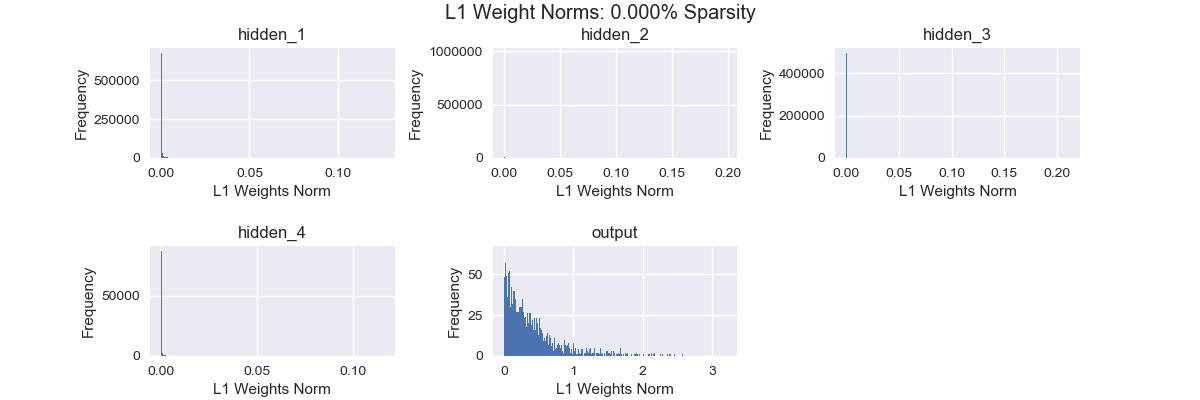 L1 Weight Norms: 0.000% Sparsity
hidden_1
Frequency
500000
250000
0
0.00 0.05 0.10
L1 Weights Norm
hidden_2
Frequency
1000000
500000
0
0.00 0.05 0.10 0.15 0.20
L1 Weights Norm
hidden_3
Frequency
400000
200000
0
0.00 0.05 0.10 0.15 0.20
L1 Weights Norm
hidden_4
Frequency
50000
0
0.00 0.05 0.10
L1 Weights Norm
output
Frequency
50
25
0
0 1 2 3
L1 Weights Norm